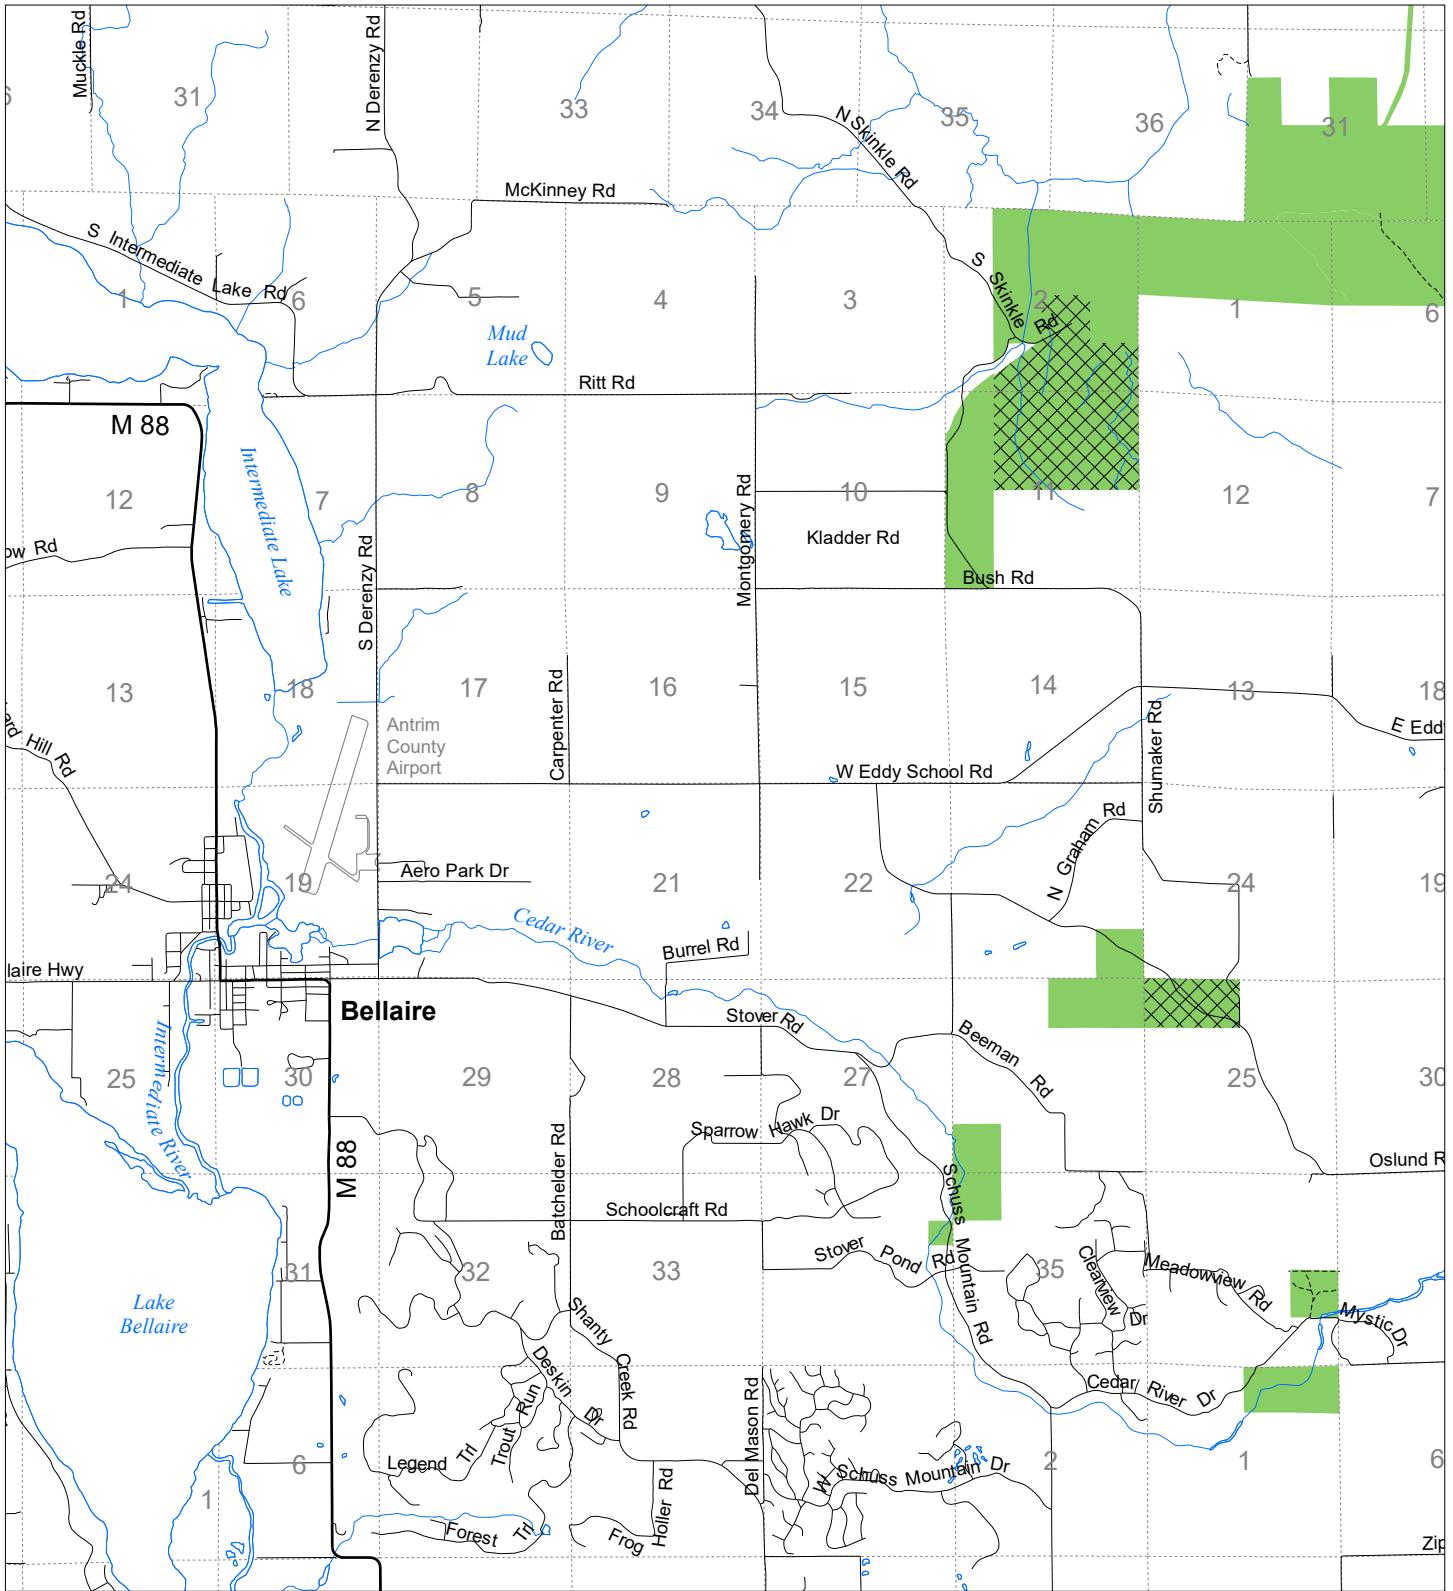 Muckle Rd
N Derenzy Rd
31
33
34
35
36
31
N Skinkle Rd
McKinney Rd
S Intermediate Lake Rd
S Skinkle Rd
1
6
5
4
3
2
1
6
Mud
Lake
Ritt Rd
M 88
Intermediate Lake
12
7
8
9
10
11
12
7
Montgomery Rd
Kladder Rd
ow Rd
S Derenzy Rd
Bush Rd
13
18
17
16
15
14
13
18
Antrim
County
Airport
Carpenter Rd
Shumaker Rd
E Eddy
ard Hill Rd
W Eddy School Rd
N Graham Rd
24
19
Aero Park Dr
21
22
24
19
Cedar River
Burrel Rd
laire Hwy
Bellaire
Stover Rd
Beeman Rd
Intermediate River
25
30
29
28
27
25
30
Sparrow Hawk Dr
M 88
Batchelder Rd
Schuss Mountain Rd
Oslund R
Schoolcraft Rd
Stover Pond Rd
31
32
33
35
Clearview Dr
Meadowview Rd
Mystic Dr
Lake
Bellaire
Shanty Creek Rd
Deskin Dr
Del Mason Rd
Cedar River Dr
Trout Run
Legend Trl
6
1
W Schuss Mountain Dr
2
1
6
Holler Rd
Forest Trl
Frog
Zip